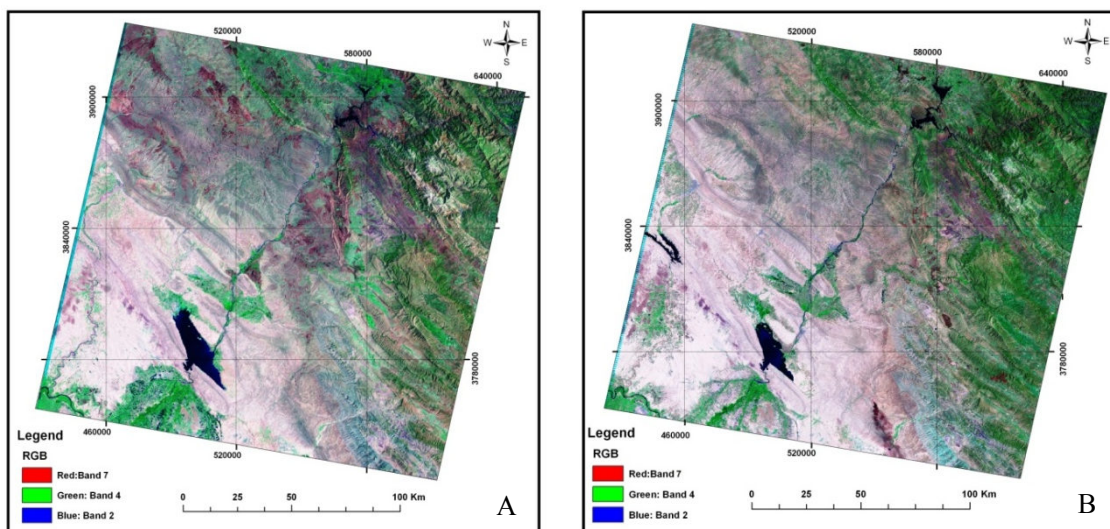 N
W E
S
520000
580000
640000
3900000
3840000
3780000
460000
520000
Legend
RGB
Red:Band 7
Green: Band 4
Blue: Band 2
0 25 50 100 Km
A
N
W E
S
520000
580000
640000
3900000
3840000
3780000
460000
520000
Legend
RGB
Red:Band 7
Green: Band 4
Blue: Band 2
0 25 50 100 Km
B